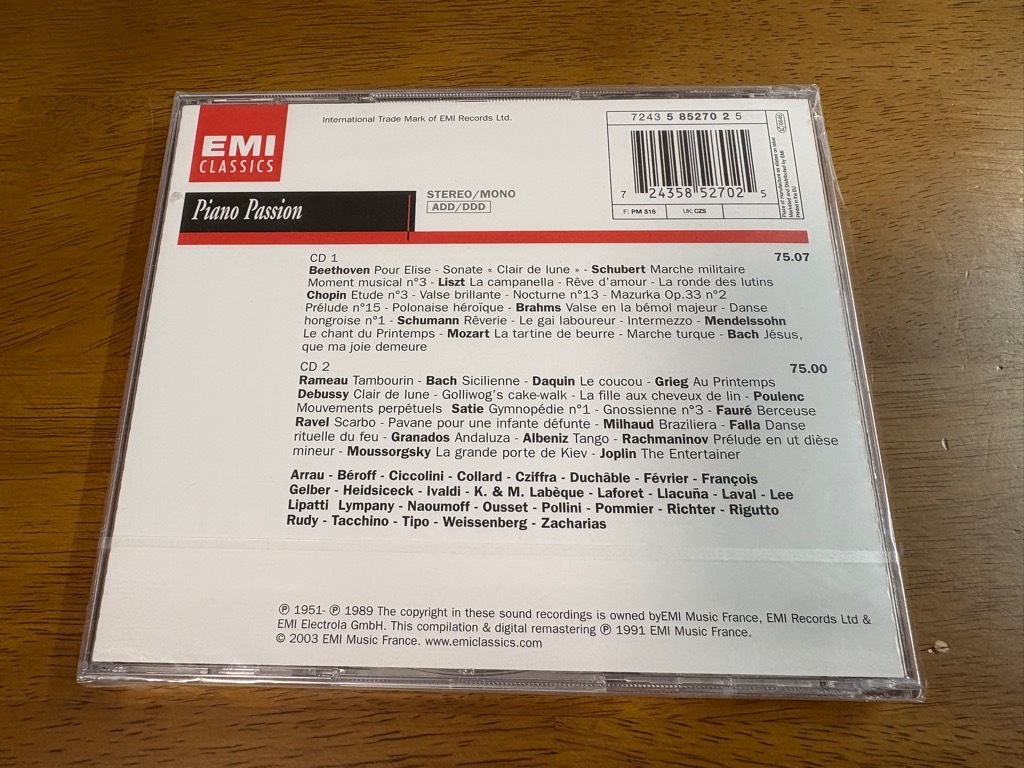 EMI
CLASSICS
International Trade Mark of EMI Records Ltd.
7243 5 85270 2 5
7 24358 52702 5
F: PM 518 UK: CZS
Printed in the EU
Piano Passion
STEREO/MONO
ADD/DDD
CD 1 75.07
Beethoven Pour Elise - Sonate « Clair de lune » - Schubert Marche militaire
Moment musical n°3 - Liszt La campanella - Rêve d'amour - La ronde des lutins
Chopin Etude n°3 - Valse brillante - Nocturne n°13 - Mazurka Op.33 n°2
Prélude n°15 - Polonaise héroïque - Brahms Valse en la bémol majeur - Danse
hongroise n°1 - Schumann Rêverie - Le gai laboureur - Intermezzo - Mendelssohn
Le chant du Printemps - Mozart La tartine de beurre - Marche turque - Bach Jésus,
que ma joie demeure
CD 2 75.00
Rameau Tambourin - Bach Sicilienne - Daquin Le coucou - Grieg Au Printemps
Debussy Clair de lune - Golliwog's cake-walk - La fille aux cheveux de lin - Poulenc
Mouvements perpétuels Satie Gymnopédie n°1 - Gnossienne n°3 - Fauré Berceuse
Ravel Scarbo - Pavane pour une infante défunte - Milhaud Braziliera - Falla Danse
rituelle du feu - Granados Andaluza - Albeniz Tango - Rachmaninov Prélude en ut dièse
mineur - Moussorgsky La grande porte de Kiev - Joplin The Entertainer
Arrau - Béroff - Ciccolini - Collard - Cziffra - Duchâble - Février - François
Gelber - Heidsiceck - Ivaldi - K. & M. Labèque - Laforet - Llacuña - Laval - Lee
Lipatti Lympany - Naoumoff - Ousset - Pollini - Pommier - Richter - Rigutto
Rudy - Tacchino - Tipo - Weissenberg - Zacharias
℗ 1951- ℗ 1989 The copyright in these sound recordings is owned byEMI Music France, EMI Records Ltd &
EMI Electrola GmbH. This compilation & digital remastering ℗ 1991 EMI Music France.
© 2003 EMI Music France. www.emiclassics.com